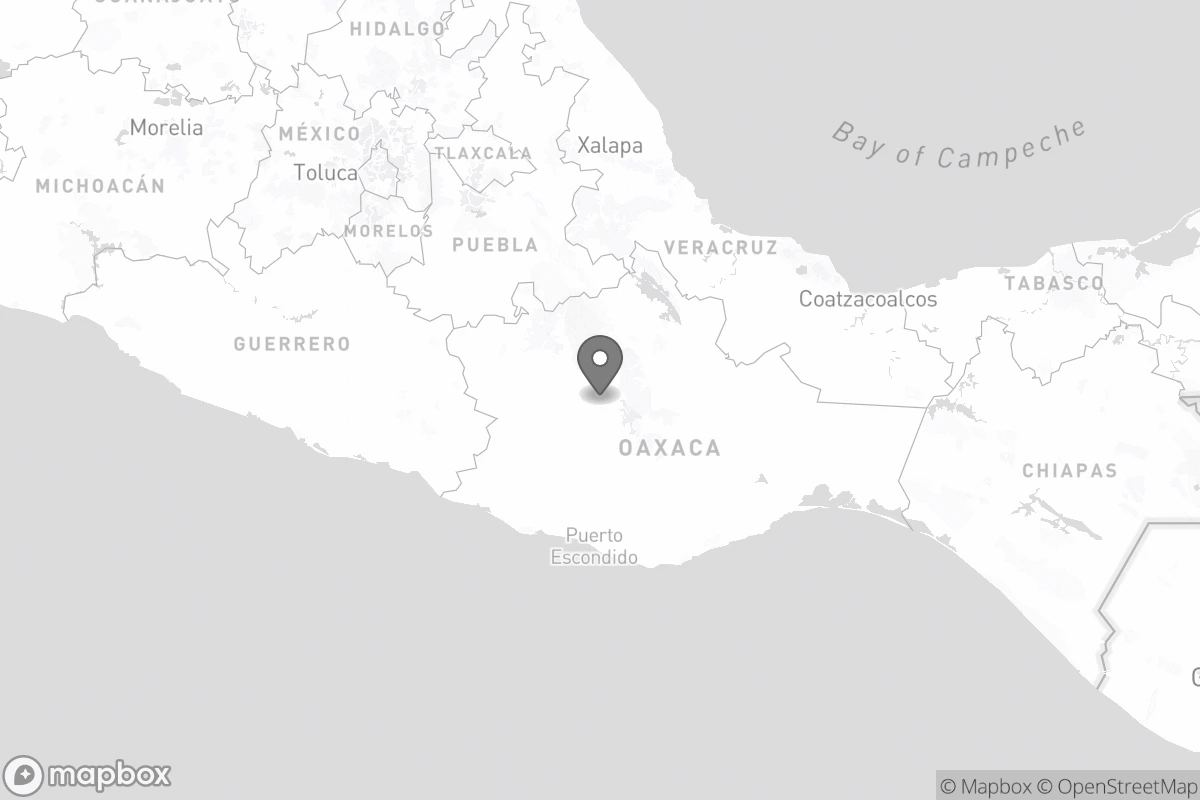 HIDALGO
Morelia
MÉXICO
Xalapa
Bay of Campeche
TLAXCALA
Toluca
MICHOACÁN
MORELOS
PUEBLA
VERACRUZ
TABASCO
Coatzacoalcos
GUERRERO
OAXACA
CHIAPAS
Puerto
Escondido
mapbox
© Mapbox © OpenStreetMap